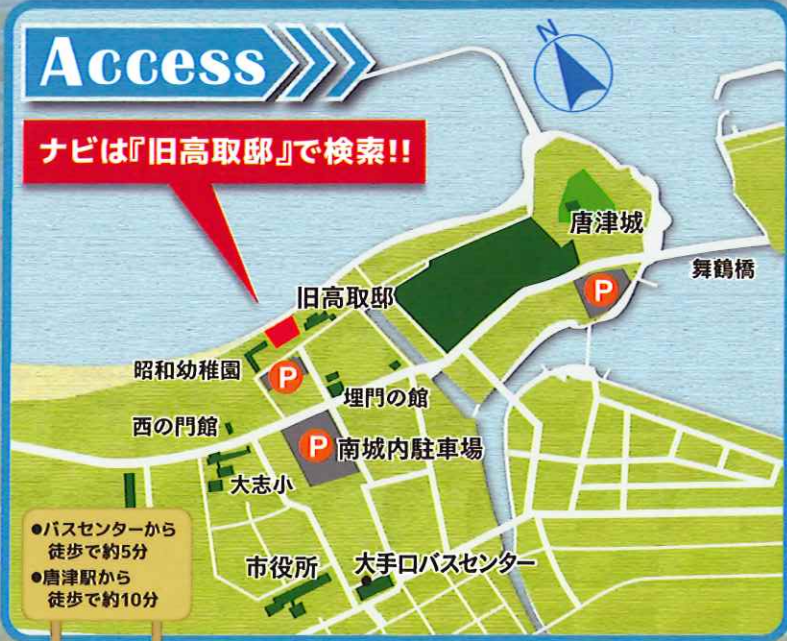 Access
N
ナビは『旧高取邸』で検索!!
唐津城
舞鶴橋
P
旧高取邸
昭和幼稚園
P
埋門の館
西の門館
P
南城内駐車場
大志小
●バスセンターから
徒歩で約5分
●唐津駅から
徒歩で約10分
市役所
大手口バスセンター